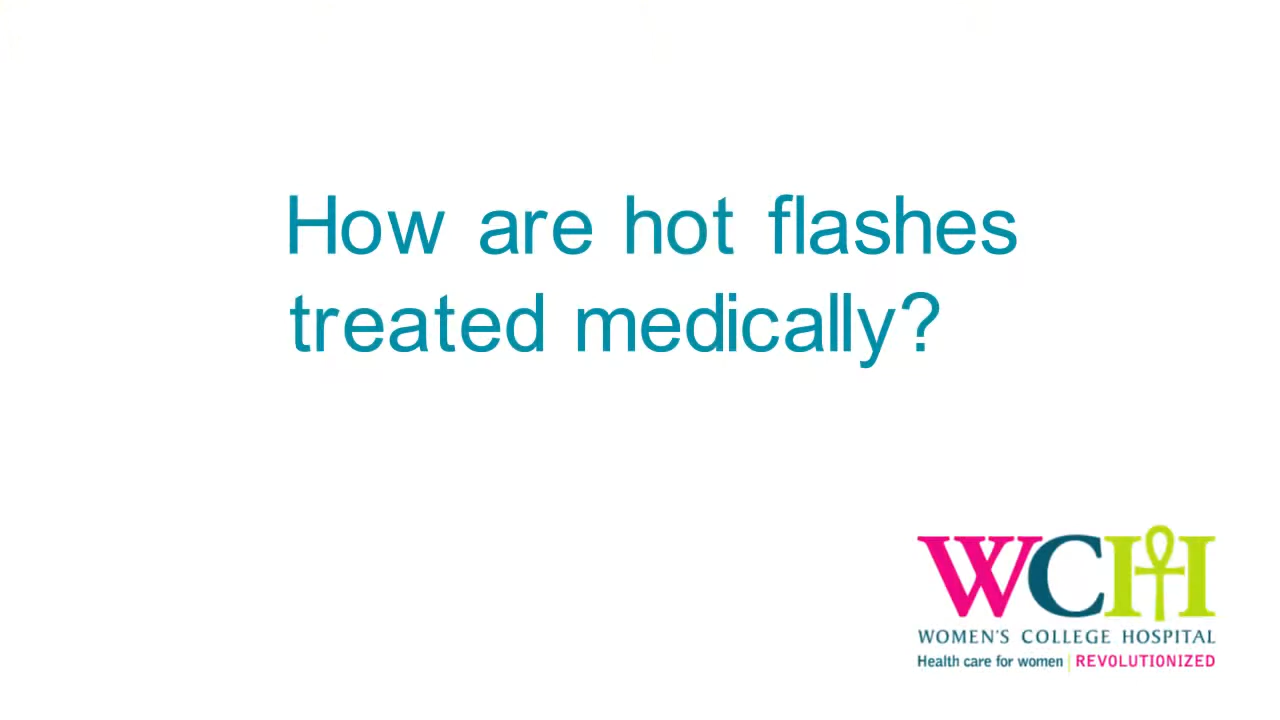 How are hot flashes
treated medically?
WCH
WOMEN'S COLLEGE HOSPITAL
Health care for women | REVOLUTIONIZED